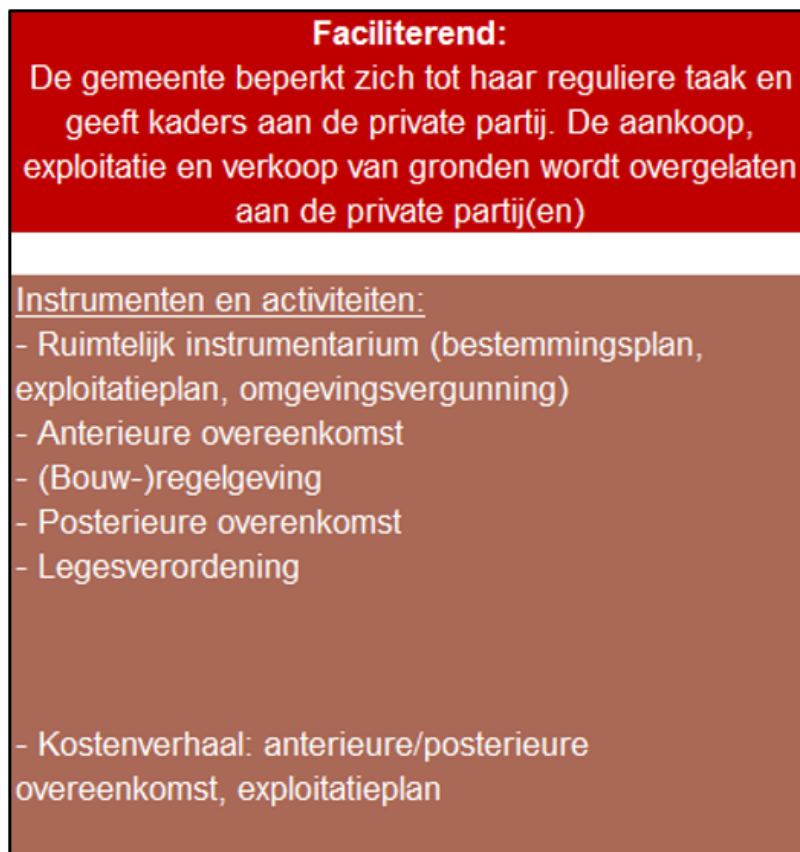 Faciliterend:
De gemeente beperkt zich tot haar reguliere taak en
geeft kaders aan de private partij. De aankoop,
exploitatie en verkoop van gronden wordt overgelaten
aan de private partij(en)
Instrumenten en activiteiten:
- Ruimtelijk instrumentarium (bestemmingsplan,
exploitatieplan, omgevingsvergunning)
- Anterieure overeenkomst
- (Bouw-)regelgeving
- Posterieure overenkomst
- Legesverordening
- Kostenverhaal: anterieure/posterieure
overeenkomst, exploitatieplan